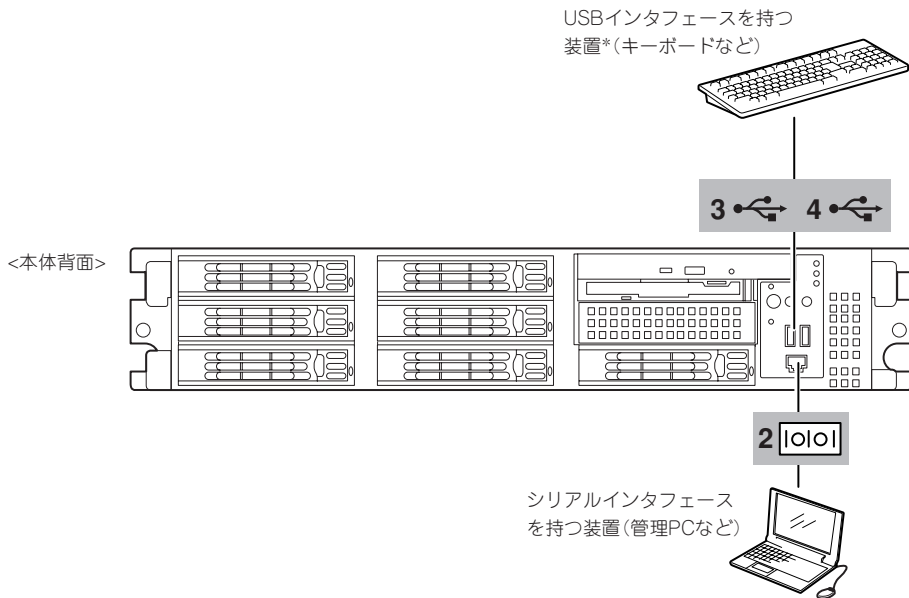 USBインタフェースを持つ
装置*(キーボードなど)
3 4
<本体背面>
2 |o|o|
シリアルインタフェース
を持つ装置(管理PCなど)